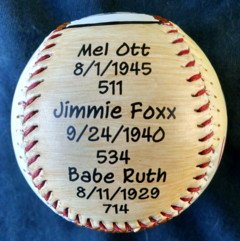 Mel Ott
8/1/1945
511
Jimmie Foxx
9/24/1940
534
Babe Ruth
8/11/1929
714